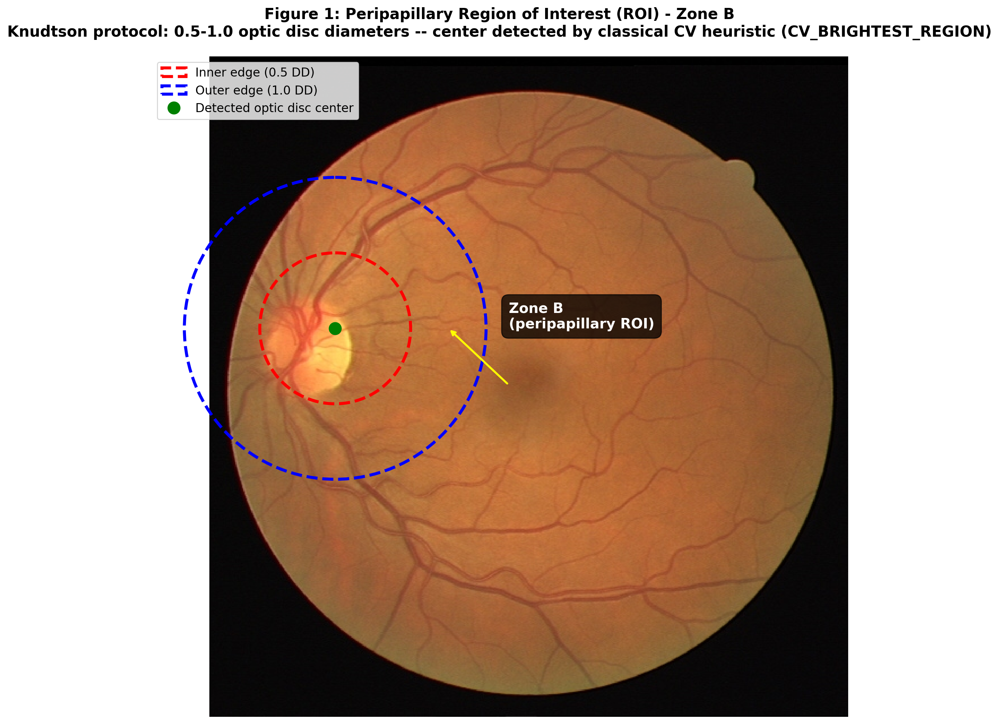 Figure 1: Peripapillary Region of Interest (ROI) - Zone B
Knudtson protocol: 0.5-1.0 optic disc diameters -- center detected by classical CV heuristic (CV_BRIGHTEST_REGION)
Inner edge (0.5 DD)
Outer edge (1.0 DD)
Detected optic disc center
Zone B
(peripapillary ROI)